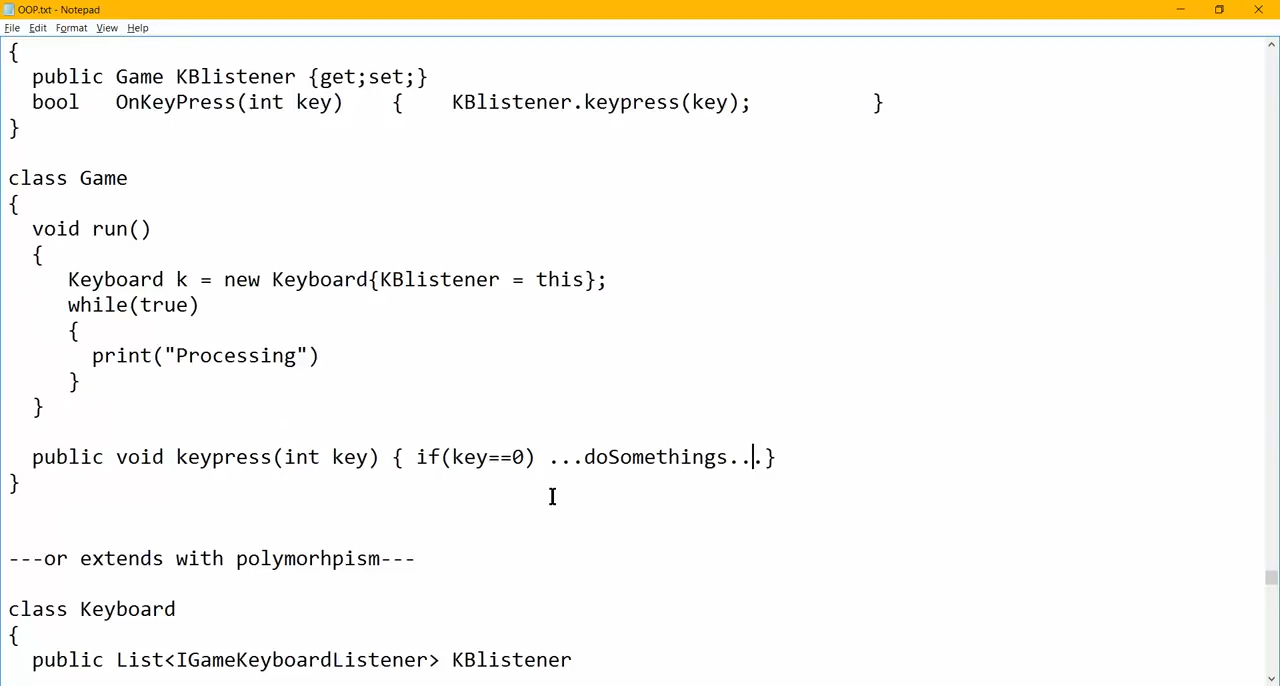 OOP.txt - Notepad
File Edit Format View Help
{
public Game KBlistener {get;set;}
bool OnKeyPress(int key) { KBlistener.keypress(key); }
}
class Game
{
void run()
{
Keyboard k = new Keyboard{KBlistener = this};
while(true)
{
print("Processing")
}
}
public void keypress(int key) { if(key==0) ...doSomethings...}
}
---or extends with polymorhpism---
class Keyboard
{
public List<IGameKeyboardListener> KBlistener